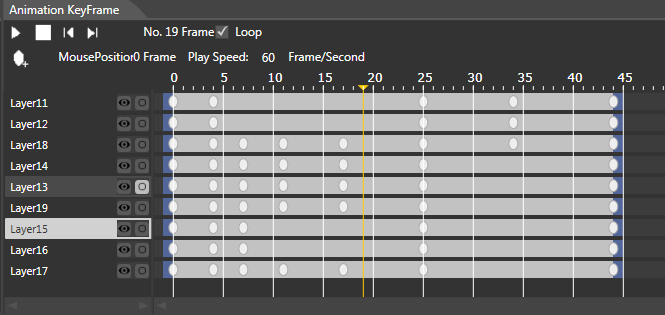 Animation KeyFrame
No. 19 Frame Loop
MousePosition0 Frame Play Speed: 60 Frame/Second
0 5 10 15 20 25 30 35 40 45
Layer11
Layer12
Layer18
Layer14
Layer13
Layer19
Layer15
Layer16
Layer17